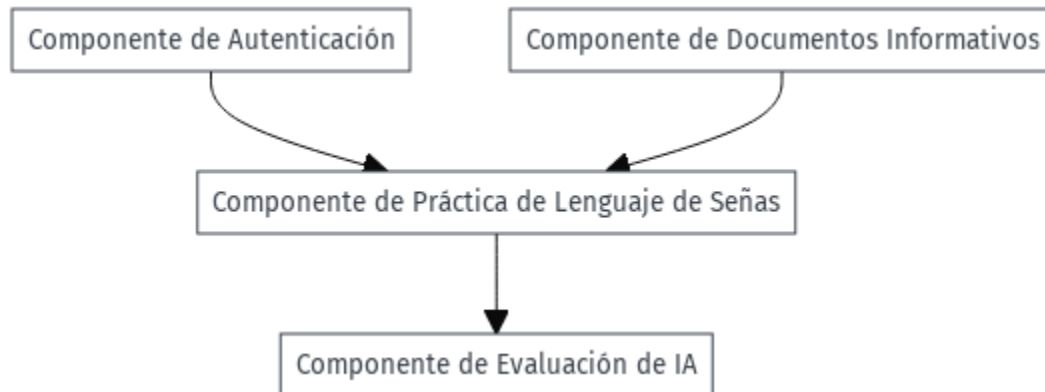 Componente de Autenticación
Componente de Documentos Informativos
Componente de Práctica de Lenguaje de Señas
Componente de Evaluación de IA